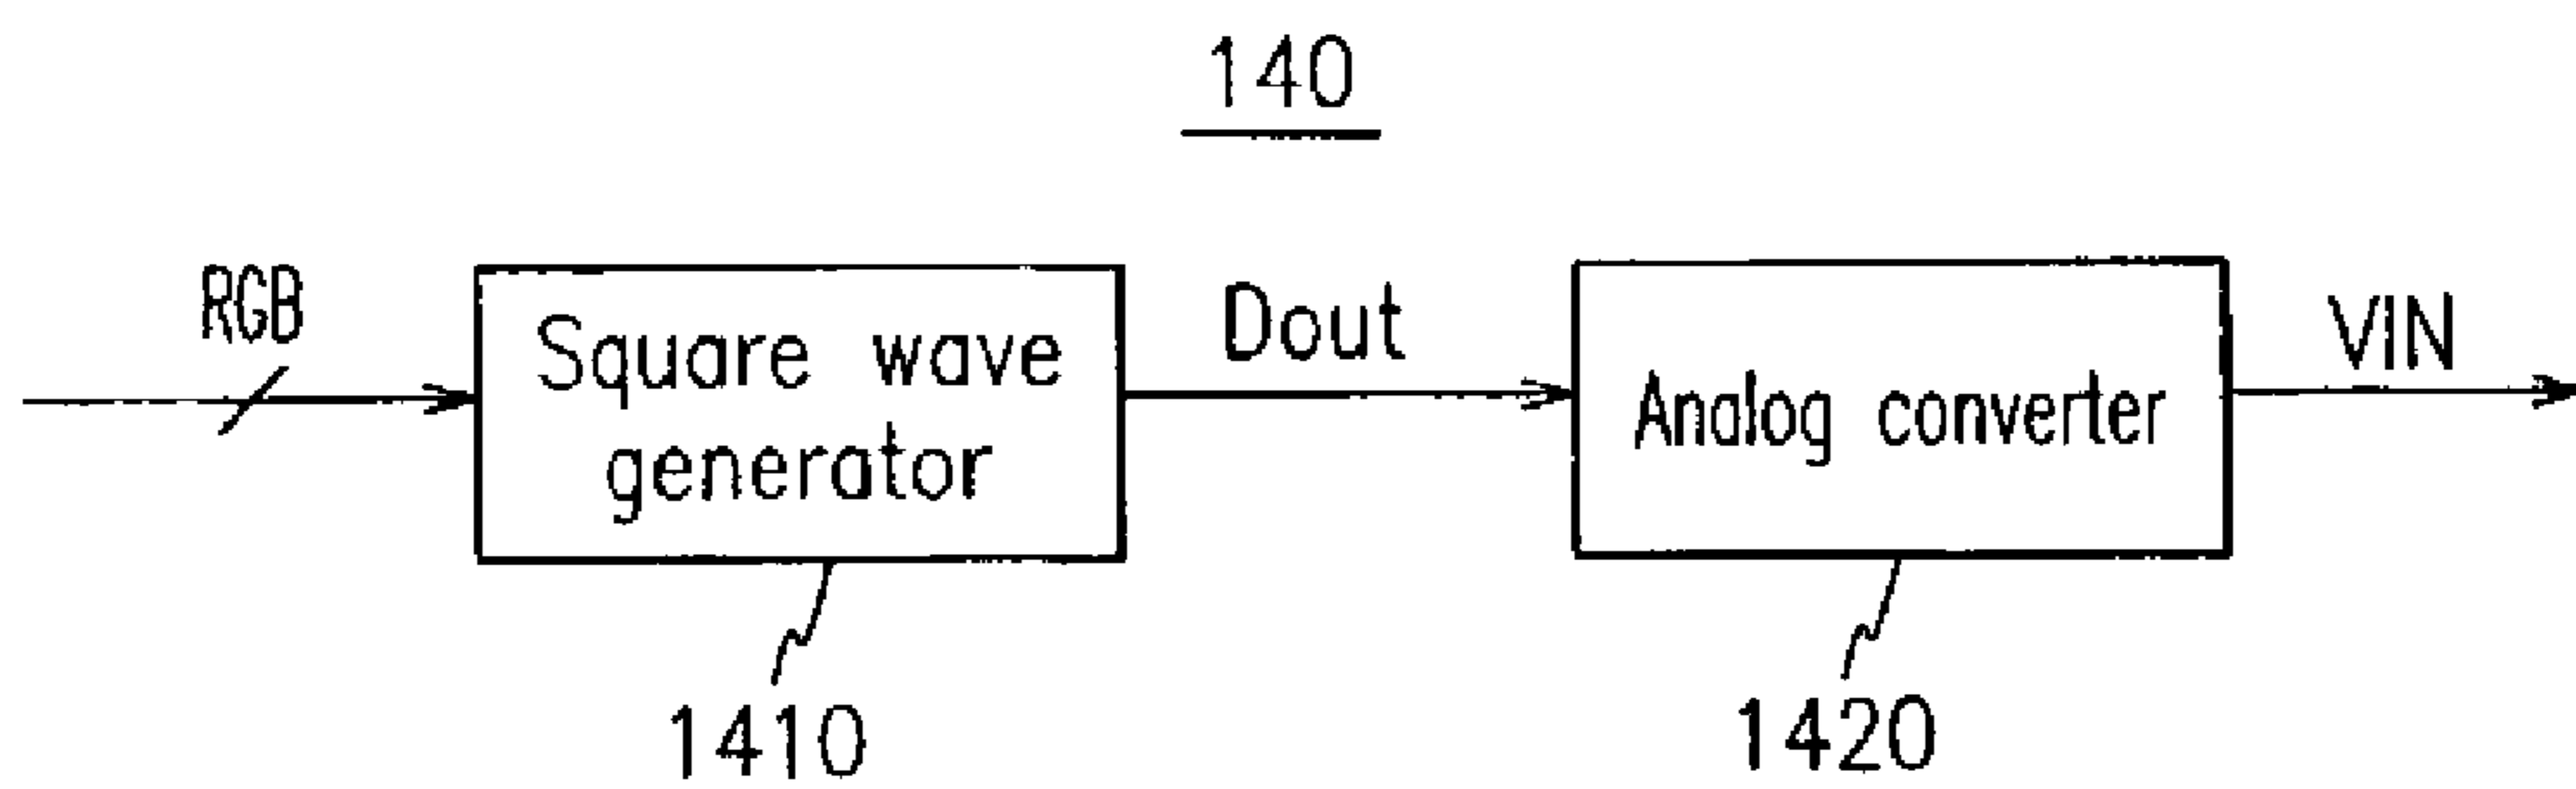 140
RGB
Square wave
generator
Dout
Analog converter
VIN
1410
1420